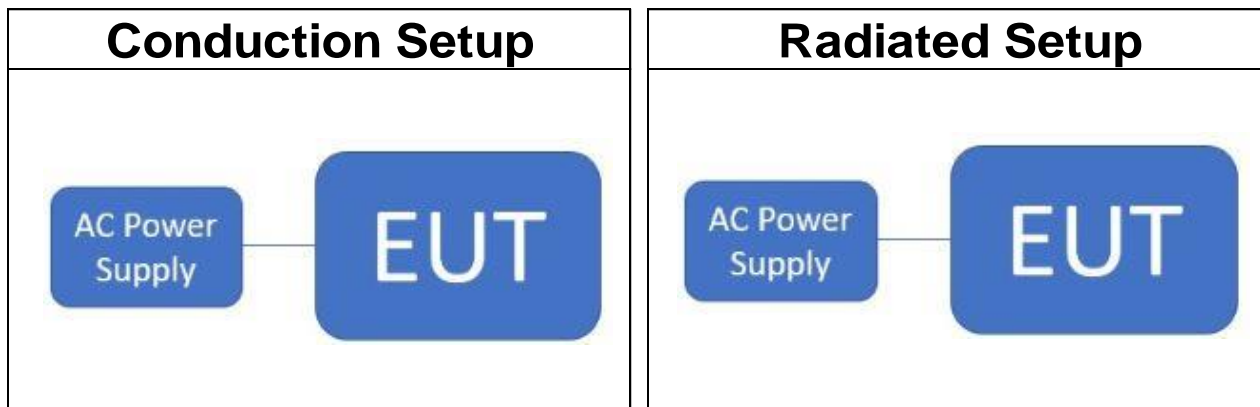 Conduction Setup
AC Power
Supply
EUT
Radiated Setup
AC Power
Supply
EUT